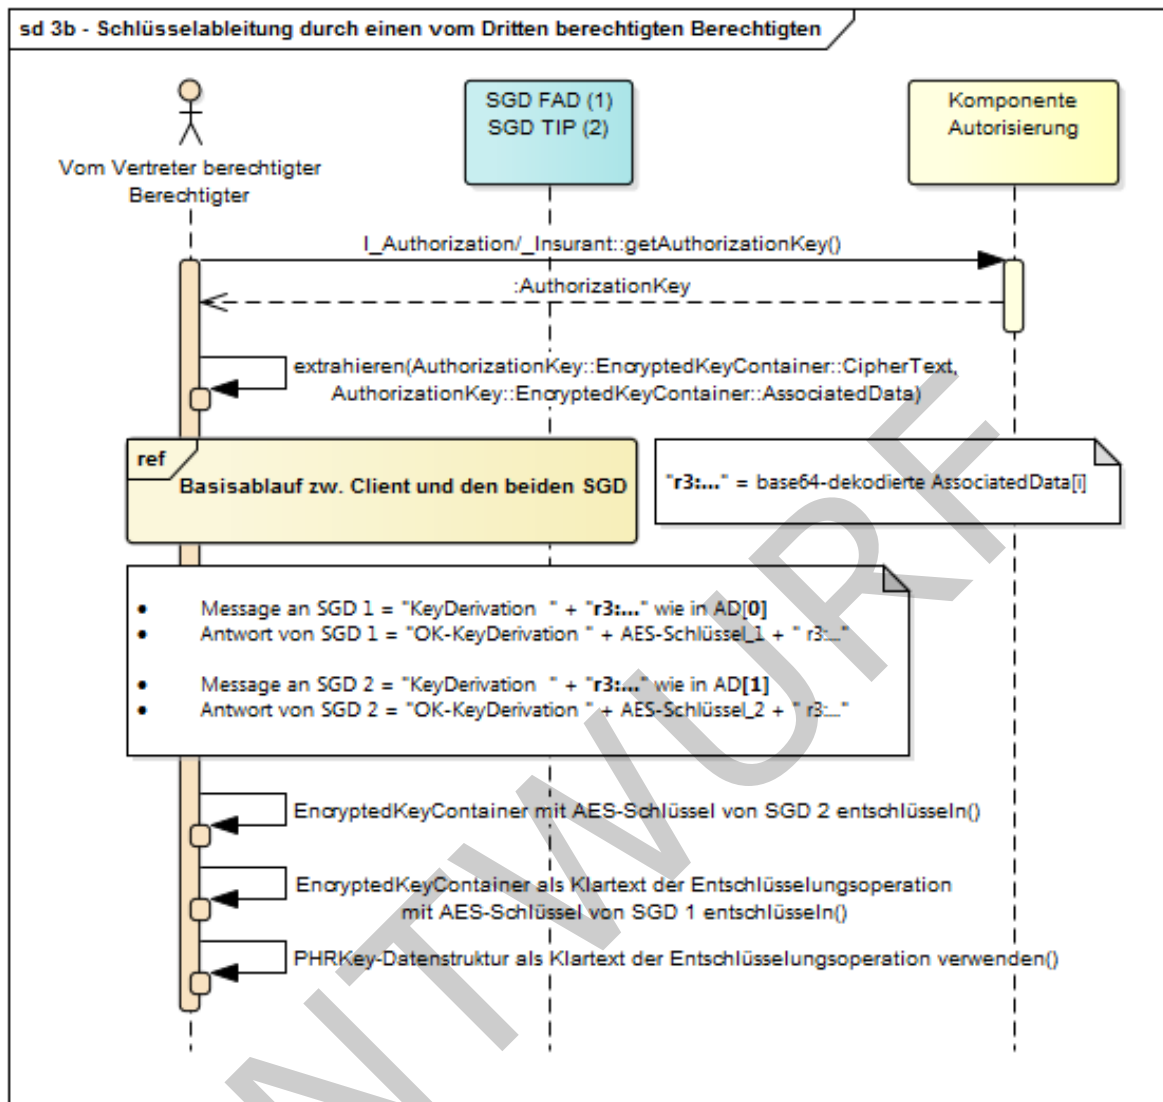 sd 3b - Schlüsselableitung durch einen vom Dritten berechtigten Berechtigten
SGD FAD (1)
SGD TIP (2)
Komponente
Autorisierung
Vom Vertreter berechtigter
Berechtigter
I_Authorization/_Insurant::getAuthorizationKey()
:AuthorizationKey
extrahieren(AuthorizationKey::EncryptedKeyContainer::CipherText,
AuthorizationKey::EncryptedKeyContainer::AssociatedData)
ref
Basisablauf zw. Client und den beiden SGD
"r3:..." = base64-dekodierte AssociatedData[i]
• Message an SGD 1 = "KeyDerivation " + "r3:..." wie in AD[0]
• Antwort von SGD 1 = "OK-KeyDerivation " + AES-Schlüssel_1 + " r3:..."
• Message an SGD 2 = "KeyDerivation " + "r3:..." wie in AD[1]
• Antwort von SGD 2 = "OK-KeyDerivation " + AES-Schlüssel_2 + " r3:..."
EncryptedKeyContainer mit AES-Schlüssel von SGD 2 entschlüsseln()
EncryptedKeyContainer als Klartext der Entschlüsselungsoperation
mit AES-Schlüssel von SGD 1 entschlüsseln()
PHRKey-Datenstruktur als Klartext der Entschlüsselungsoperation verwenden()
NTWURF